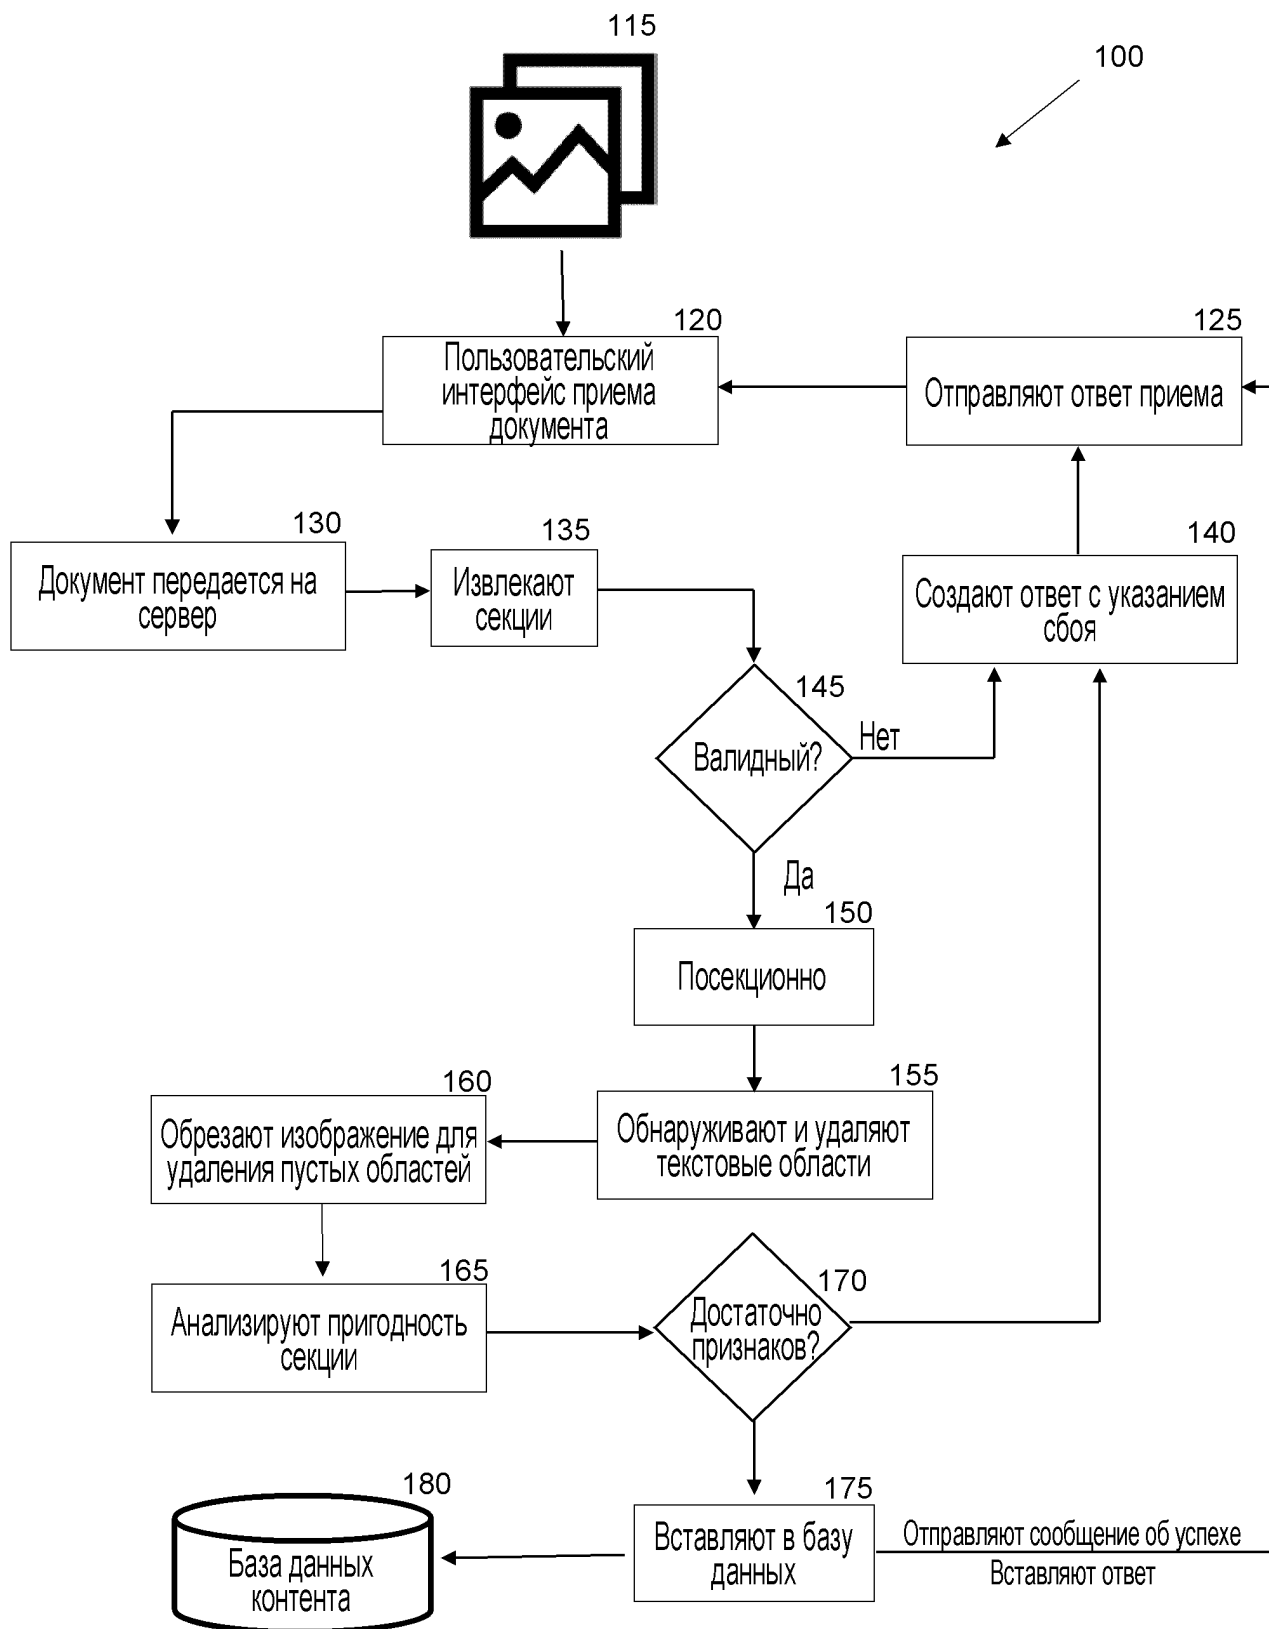 115
100
120
Пользовательский
интерфейс приема
документа
125
Отправляют ответ приема
130
Документ передается на
сервер
135
Извлекают
секции
140
Создают ответ с указанием
сбоя
145
Валидный?
Нет
Да
150
Посекционно
155
Обнаруживают и удаляют
текстовые области
160
Обрезают изображение для
удаления пустых областей
165
Анализируют пригодность
секции
170
Достаточно
признаков?
175
Вставляют в базу
данных
Отправляют сообщение об успехе
Вставляют ответ
180
База данных
контента